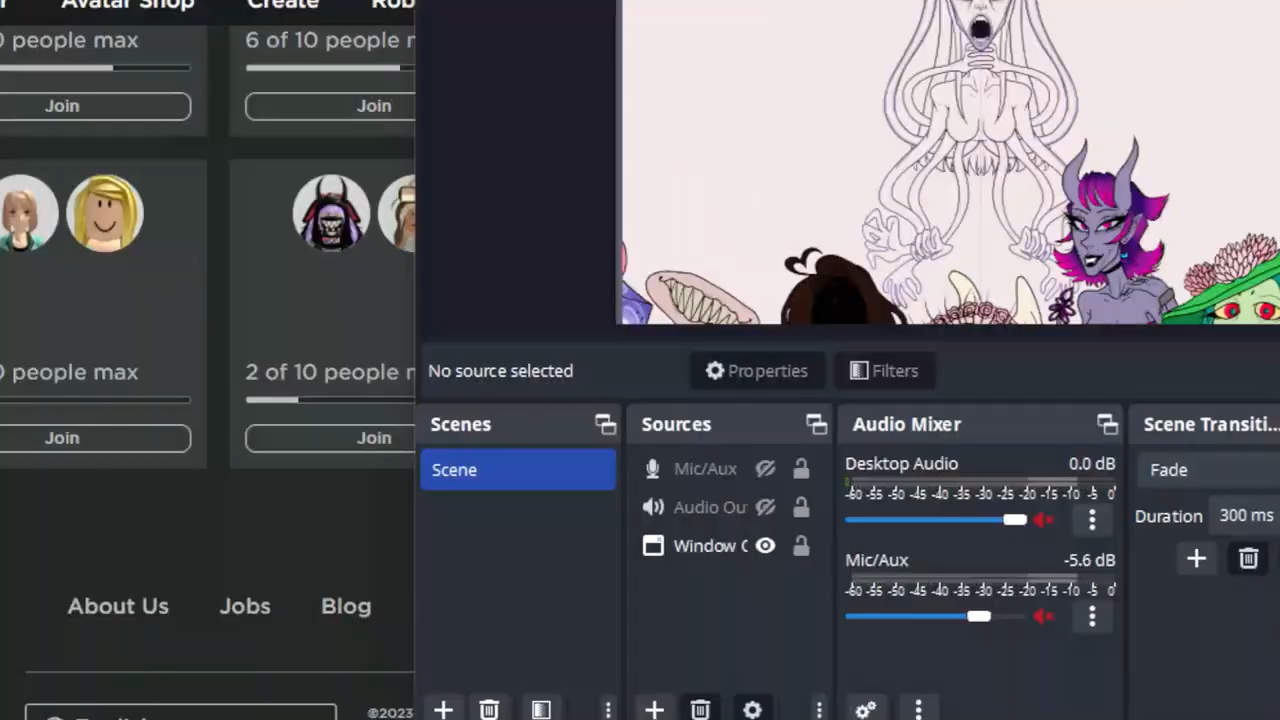 Avatar Shop Create
people max
6 of 10 people
Join
Join
people max
2 of 10 people
Join
Join
About Us Jobs Blog
©2023
No source selected
Properties
Filters
Scenes
Scene
Sources
Mic/Aux
Audio Ou
Window C
Audio Mixer
Desktop Audio 0.0 dB
-60 -55 -50 -45 -40 -35 -30 -25 -20 -15 -10 -5 0
Mic/Aux -5.6 dB
-60 -55 -50 -45 -40 -35 -30 -25 -20 -15 -10 -5 0
Scene Transiti...
Fade
Duration 300 ms